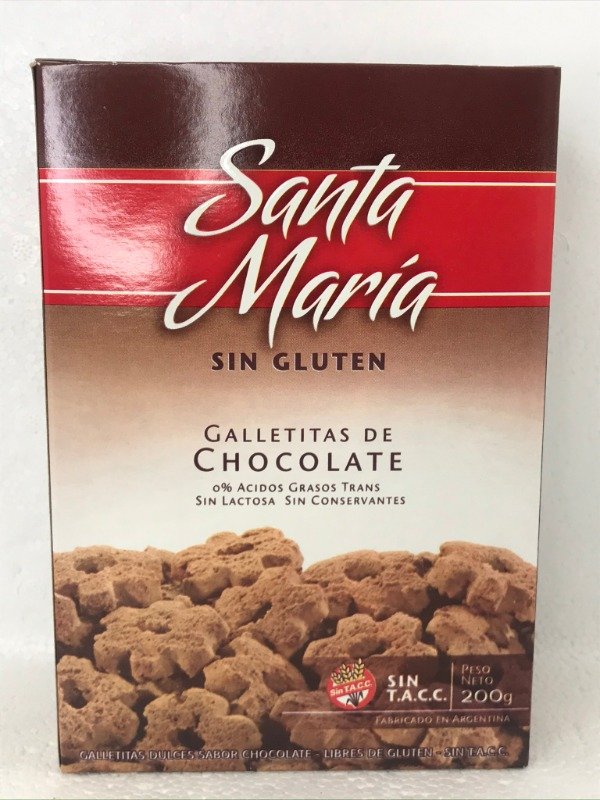 Santa
María
SIN GLUTEN
GALLETITAS DE
CHOCOLATE
0% ACIDOS GRASOS TRANS
SIN LACTOSA SIN CONSERVANTES
Sin T.A.C.C.
SIN
T.A.C.C.
PESO
NETO
200g
FABRICADO EN ARGENTINA
GALLETITAS DULCES SABOR CHOCOLATE - LIBRES DE GLUTEN - SIN T.A.C.C.